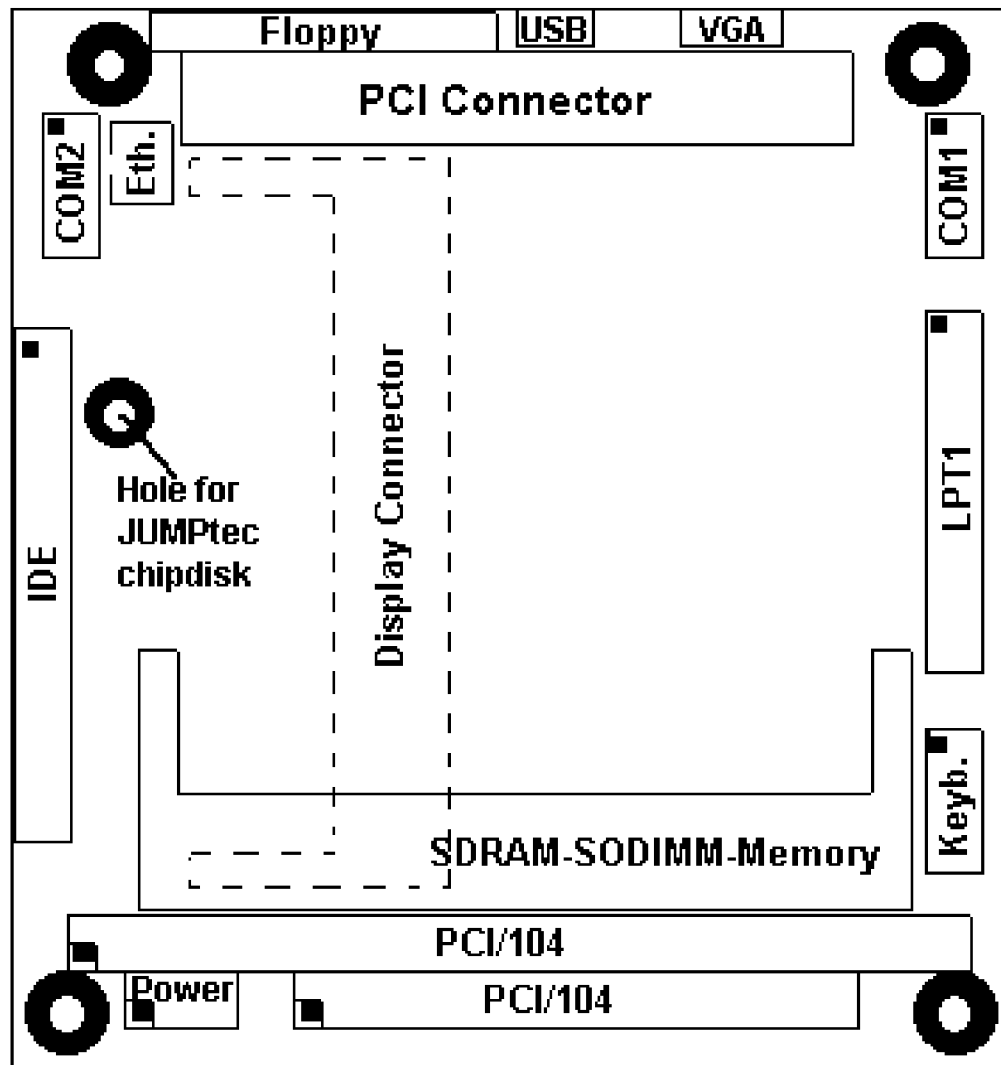 Floppy
USB
VGA
PCI Connector
COM2
Eth.
COM1
IDE
Hole for
JUMPtec
chipdisk
Display Connector
LPT1
Keyb.
SDRAM-SODIMM-Memory
PCI/104
Power
PCI/104